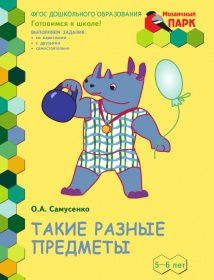 ФГОС ДОШКОЛЬНОГО ОБРАЗОВАНИЯ
Готовимся к школе!
ВЫПОЛНЯЕМ ЗАДАНИЯ:
• со взрослыми
• с друзьями
• самостоятельно
Мозаичный
ПАРК
О.А. Самусенко
ТАКИЕ РАЗНЫЕ
ПРЕДМЕТЫ
5–6 лет